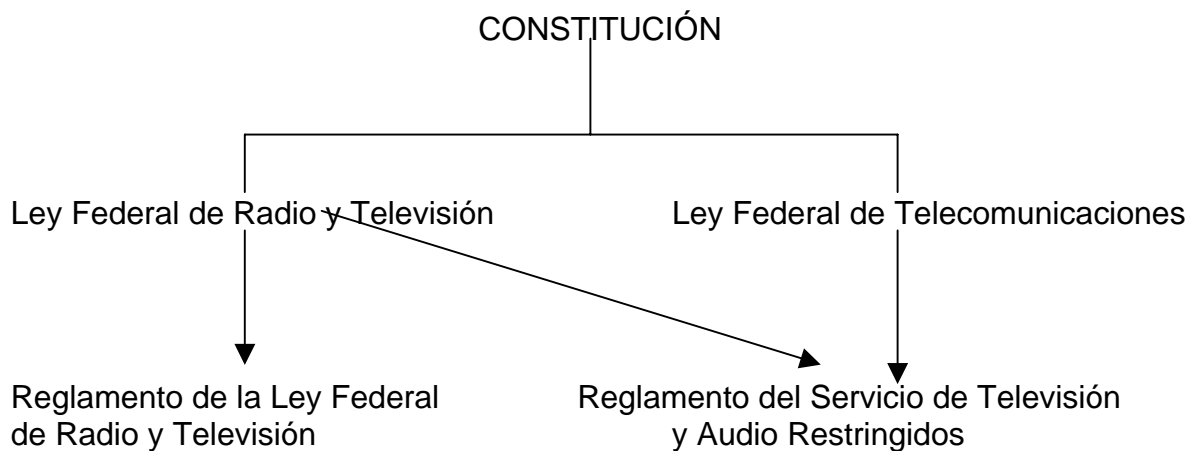 CONSTITUCIÓN
Ley Federal de Radio y Televisión
Ley Federal de Telecomunicaciones
Reglamento de la Ley Federal
de Radio y Televisión
Reglamento del Servicio de Televisión
y Audio Restringidos